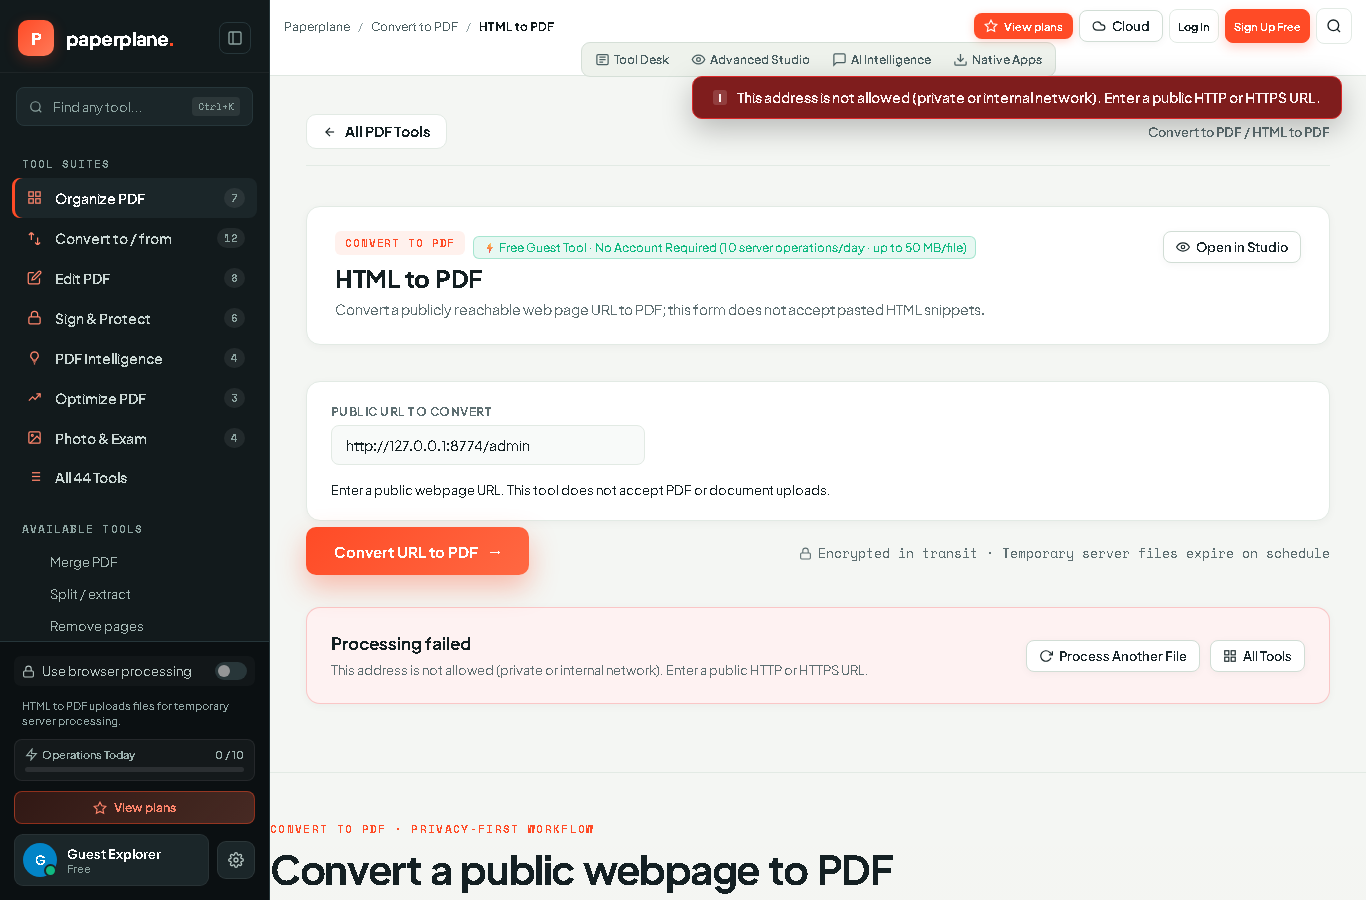 P paperplane.
Find any tool... Ctrl+K
TOOL SUITES
Organize PDF 7
Convert to / from 12
Edit PDF 8
Sign & Protect 6
PDF Intelligence 4
Optimize PDF 3
Photo & Exam 4
All 44 Tools
AVAILABLE TOOLS
Merge PDF
Split / extract
Remove pages
Use browser processing
HTML to PDF uploads files for temporary
server processing.
Operations Today 0 / 10
View plans
G Guest Explorer
Free
Paperplane / Convert to PDF / HTML to PDF
View plans Cloud Log In Sign Up Free
Tool Desk Advanced Studio AI Intelligence Native Apps
! This address is not allowed (private or internal network). Enter a public HTTP or HTTPS URL.
← All PDF Tools
Convert to PDF / HTML to PDF
CONVERT TO PDF Free Guest Tool · No Account Required (10 server operations/day · up to 50 MB/file)
Open in Studio
HTML to PDF
Convert a publicly reachable web page URL to PDF; this form does not accept pasted HTML snippets.
PUBLIC URL TO CONVERT
http://127.0.0.1:8774/admin
Enter a public webpage URL. This tool does not accept PDF or document uploads.
Convert URL to PDF →
Encrypted in transit · Temporary server files expire on schedule
Processing failed
This address is not allowed (private or internal network). Enter a public HTTP or HTTPS URL.
Process Another File All Tools
CONVERT TO PDF · PRIVACY-FIRST WORKFLOW
Convert a public webpage to PDF